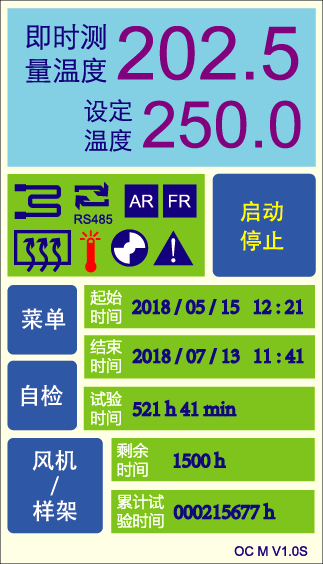 即时测
量温度
202.5
设定
温度
250.0
RS485
AR
FR
启动
停止
菜单
起始
时间
2018 / 05 / 15 12 : 21
结束
时间
2018 / 07 / 13 11 : 41
自检
试验
时间
521 h 41 min
风机
/
样架
剩余
时间
1500 h
累计试
验时间
000215677 h
OC M V1.0S